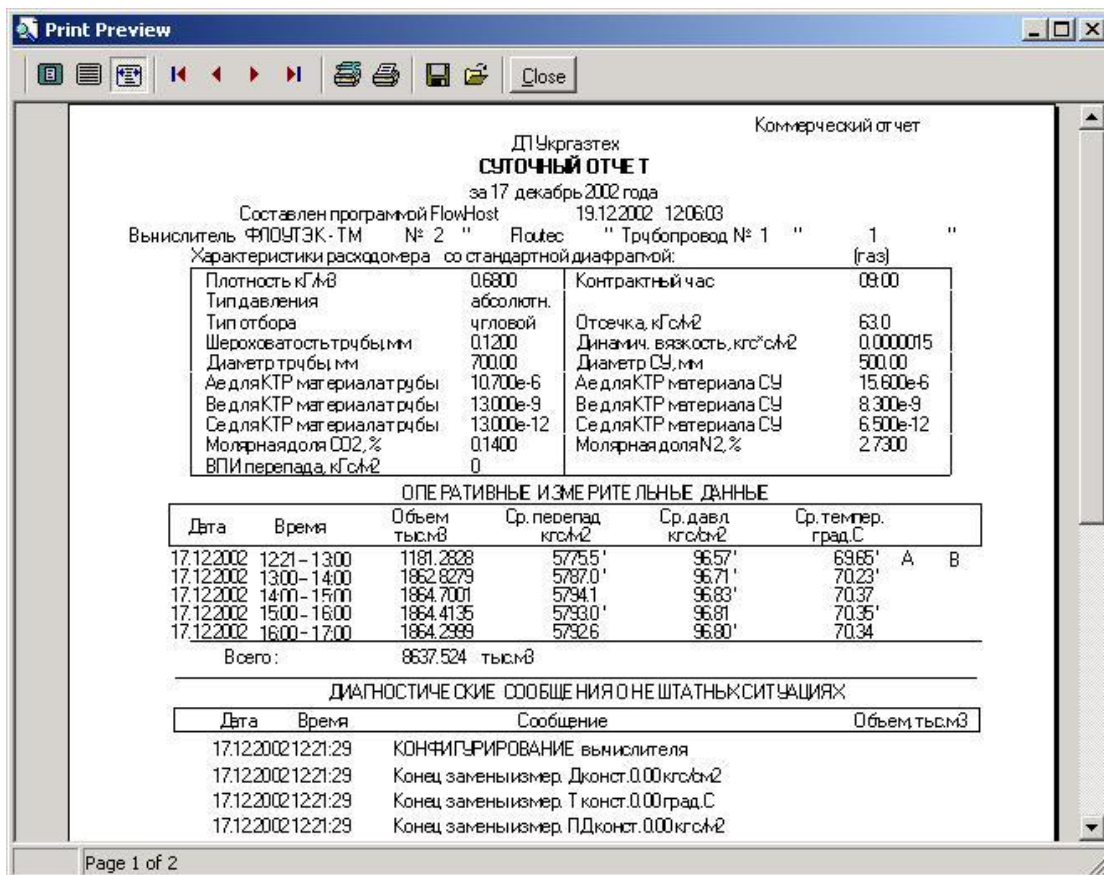 Print Preview
Close
Коммерческий отчет
ДП Укргазтех
СУТОЧНЫЙ ОТЧЕТ
за 17 декабрь 2002 года
Составлен программой FlowHost 19.12.2002 12:06:03
Вычислитель ФЛОУТЭК-ТМ № 2 " Floutec " Трубопровод № 1 " 1 "
Характеристики расходомера со стандартной диафрагмой: (газ)
Плотность кГ/м3 0.6800 Контрактный час 09:00
Тип давления абсолютн.
Тип отбора угловой Отсечка, кГс/м2 63.0
Шероховатость трубы, мм 0.1200 Динамич. вязкость, кгс*с/м2 0.0000015
Диаметр трубы, мм 700.00 Диаметр СУ, мм 500.00
Ае для КТР материала трубы 10.700e-6 Ае для КТР материала СУ 15.600e-6
Ве для КТР материала трубы 13.000e-9 Ве для КТР материала СУ 8.300e-9
Се для КТР материала трубы 13.000e-12 Се для КТР материала СУ 6.500e-12
Молярная доля CO2, % 0.1400 Молярная доля N2, % 2.7300
ВПИ перепада, кГс/м2 0
ОПЕРАТИВНЫЕ ИЗМЕРИТЕЛЬНЫЕ ДАННЫЕ
Дата Время Объем тыс.м3 Ср. перепад кгс/м2 Ср. давл кгс/см2 Ср. темпер. град.С
17.12.2002 12:21 – 13:00 1181.2828 5775.5' 96.57' 69.65' А В
17.12.2002 13:00 – 14:00 1862.8279 5787.0' 96.71' 70.23'
17.12.2002 14:00 – 15:00 1864.7001 5794.1 96.83' 70.37
17.12.2002 15:00 – 16:00 1864.4135 5793.0' 96.81 70.35'
17.12.2002 16:00 – 17:00 1864.2999 5792.6 96.80' 70.34
Всего : 8637.524 тыс.м3
ДИАГНОСТИЧЕСКИЕ СООБЩЕНИЯ О НЕШТАТНЫХ СИТУАЦИЯХ
Дата Время Сообщение Объем, тыс.м3
17.12.2002 12:21:29 КОНФИГУРИРОВАНИЕ вычислителя
17.12.2002 12:21:29 Конец замены измер. Д конст.0.00 кгс/см2
17.12.2002 12:21:29 Конец замены измер. Т конст.0.00 град.С
17.12.2002 12:21:29 Конец замены измер. ПД конст.0.00 кгс/м2
Page 1 of 2